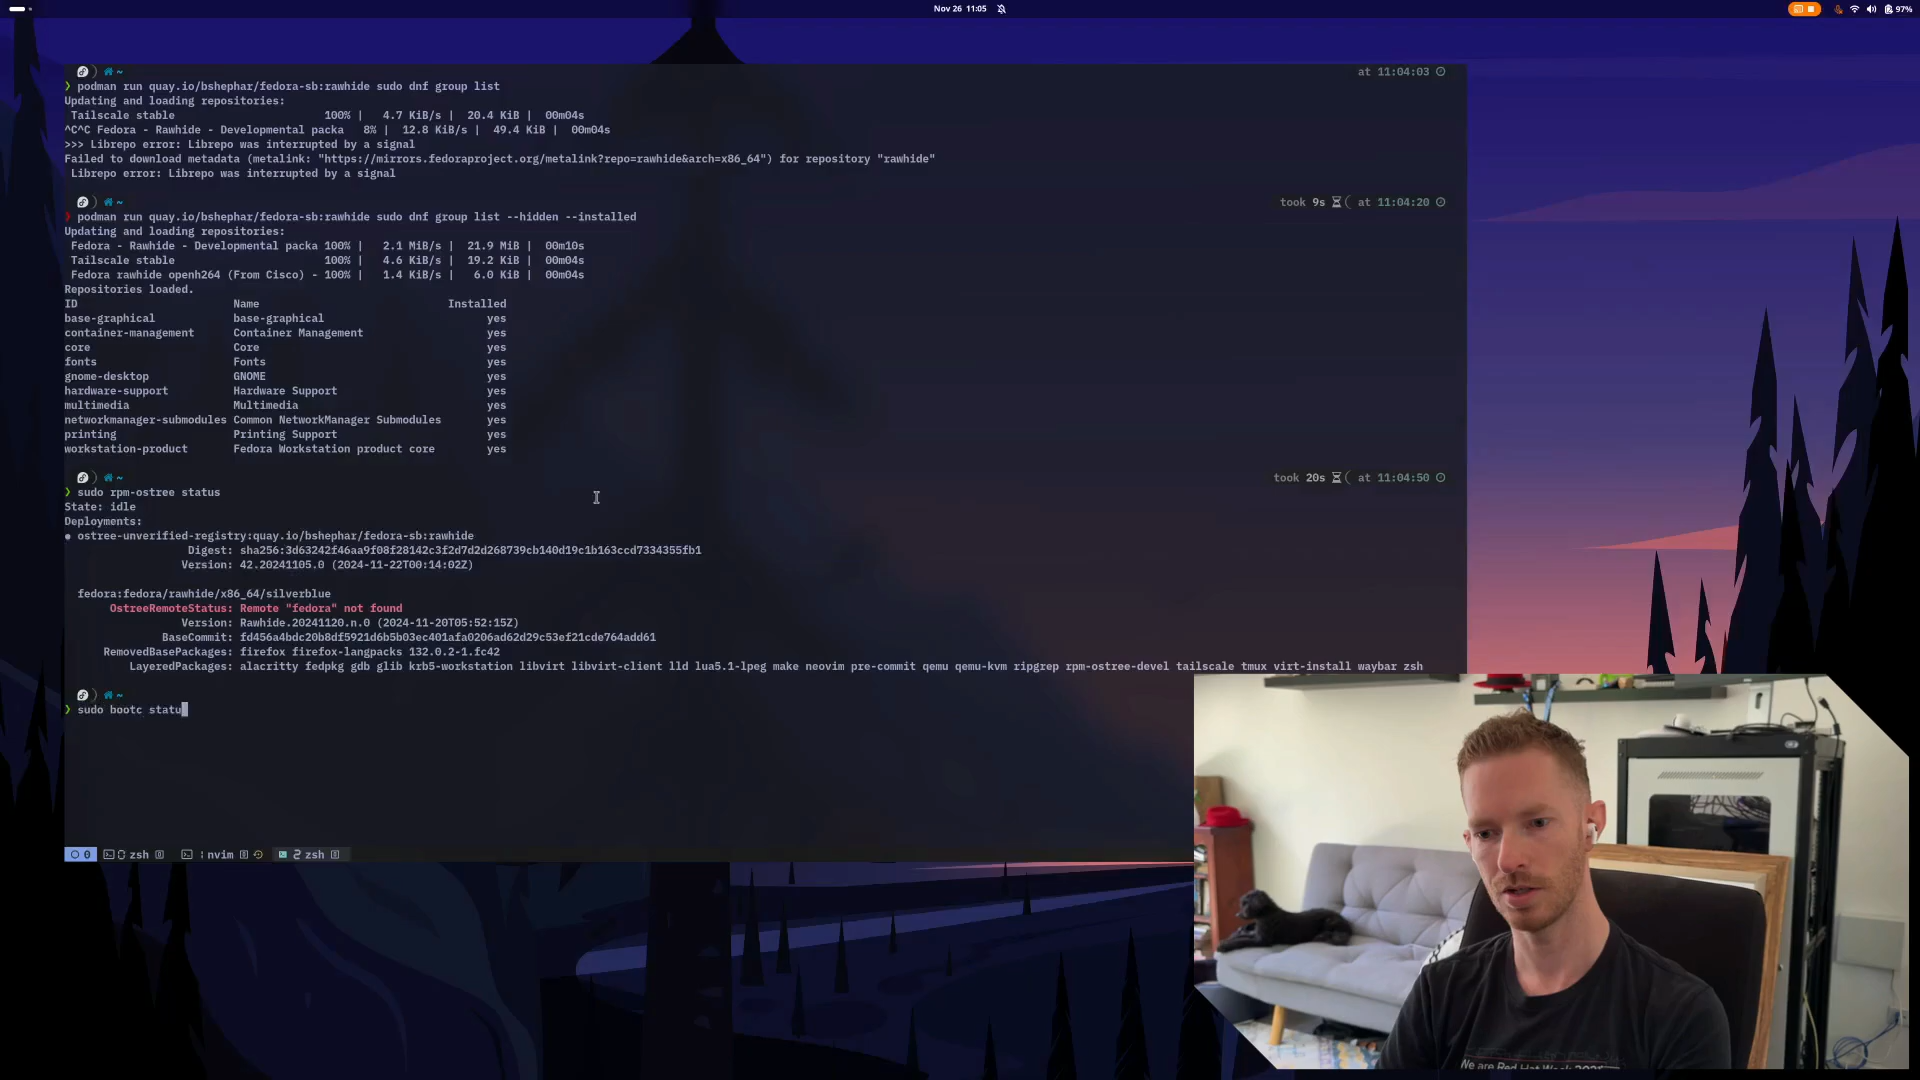 Nov 26 11:05
97%
~ at 11:04:03
❯ podman run quay.io/bshephar/fedora-sb:rawhide sudo dnf group list
Updating and loading repositories:
Tailscale stable 100% | 4.7 KiB/s | 20.4 KiB | 00m04s
^C^C Fedora - Rawhide - Developmental packa 8% | 12.8 KiB/s | 49.4 KiB | 00m04s
>>> Librepo error: Librepo was interrupted by a signal
Failed to download metadata (metalink: "https://mirrors.fedoraproject.org/metalink?repo=rawhide&arch=x86_64") for repository "rawhide"
Librepo error: Librepo was interrupted by a signal
~ took 9s at 11:04:20
❯ podman run quay.io/bshephar/fedora-sb:rawhide sudo dnf group list --hidden --installed
Updating and loading repositories:
Fedora - Rawhide - Developmental packa 100% | 2.1 MiB/s | 21.9 MiB | 00m10s
Tailscale stable 100% | 4.6 KiB/s | 19.2 KiB | 00m04s
Fedora rawhide openh264 (From Cisco) - 100% | 1.4 KiB/s | 6.0 KiB | 00m04s
Repositories loaded.
ID Name Installed
base-graphical base-graphical yes
container-management Container Management yes
core Core yes
fonts Fonts yes
gnome-desktop GNOME yes
hardware-support Hardware Support yes
multimedia Multimedia yes
networkmanager-submodules Common NetworkManager Submodules yes
printing Printing Support yes
workstation-product Fedora Workstation product core yes
~ took 20s at 11:04:50
❯ sudo rpm-ostree status
State: idle
Deployments:
● ostree-unverified-registry:quay.io/bshephar/fedora-sb:rawhide
Digest: sha256:3d63242f46aa9f08f28142c3f2d7d2d268739cb140d19c1b163ccd7334355fb1
Version: 42.20241105.0 (2024-11-22T00:14:02Z)
fedora:fedora/rawhide/x86_64/silverblue
OstreeRemoteStatus: Remote "fedora" not found
Version: Rawhide.20241120.n.0 (2024-11-20T05:52:15Z)
BaseCommit: fd456a4bdc20b8df5921d6b5b03ec401afa0206ad62d29c53ef21cde764add61
RemovedBasePackages: firefox firefox-langpacks 132.0.2-1.fc42
LayeredPackages: alacritty fedpkg gdb glib krb5-workstation libvirt libvirt-client lld lua5.1-lpeg make neovim pre-commit qemu qemu-kvm ripgrep rpm-ostree-devel tailscale tmux virt-install waybar zsh
~
❯ sudo bootc statu
0 zsh nvim 2 zsh
We are Red Hat Week